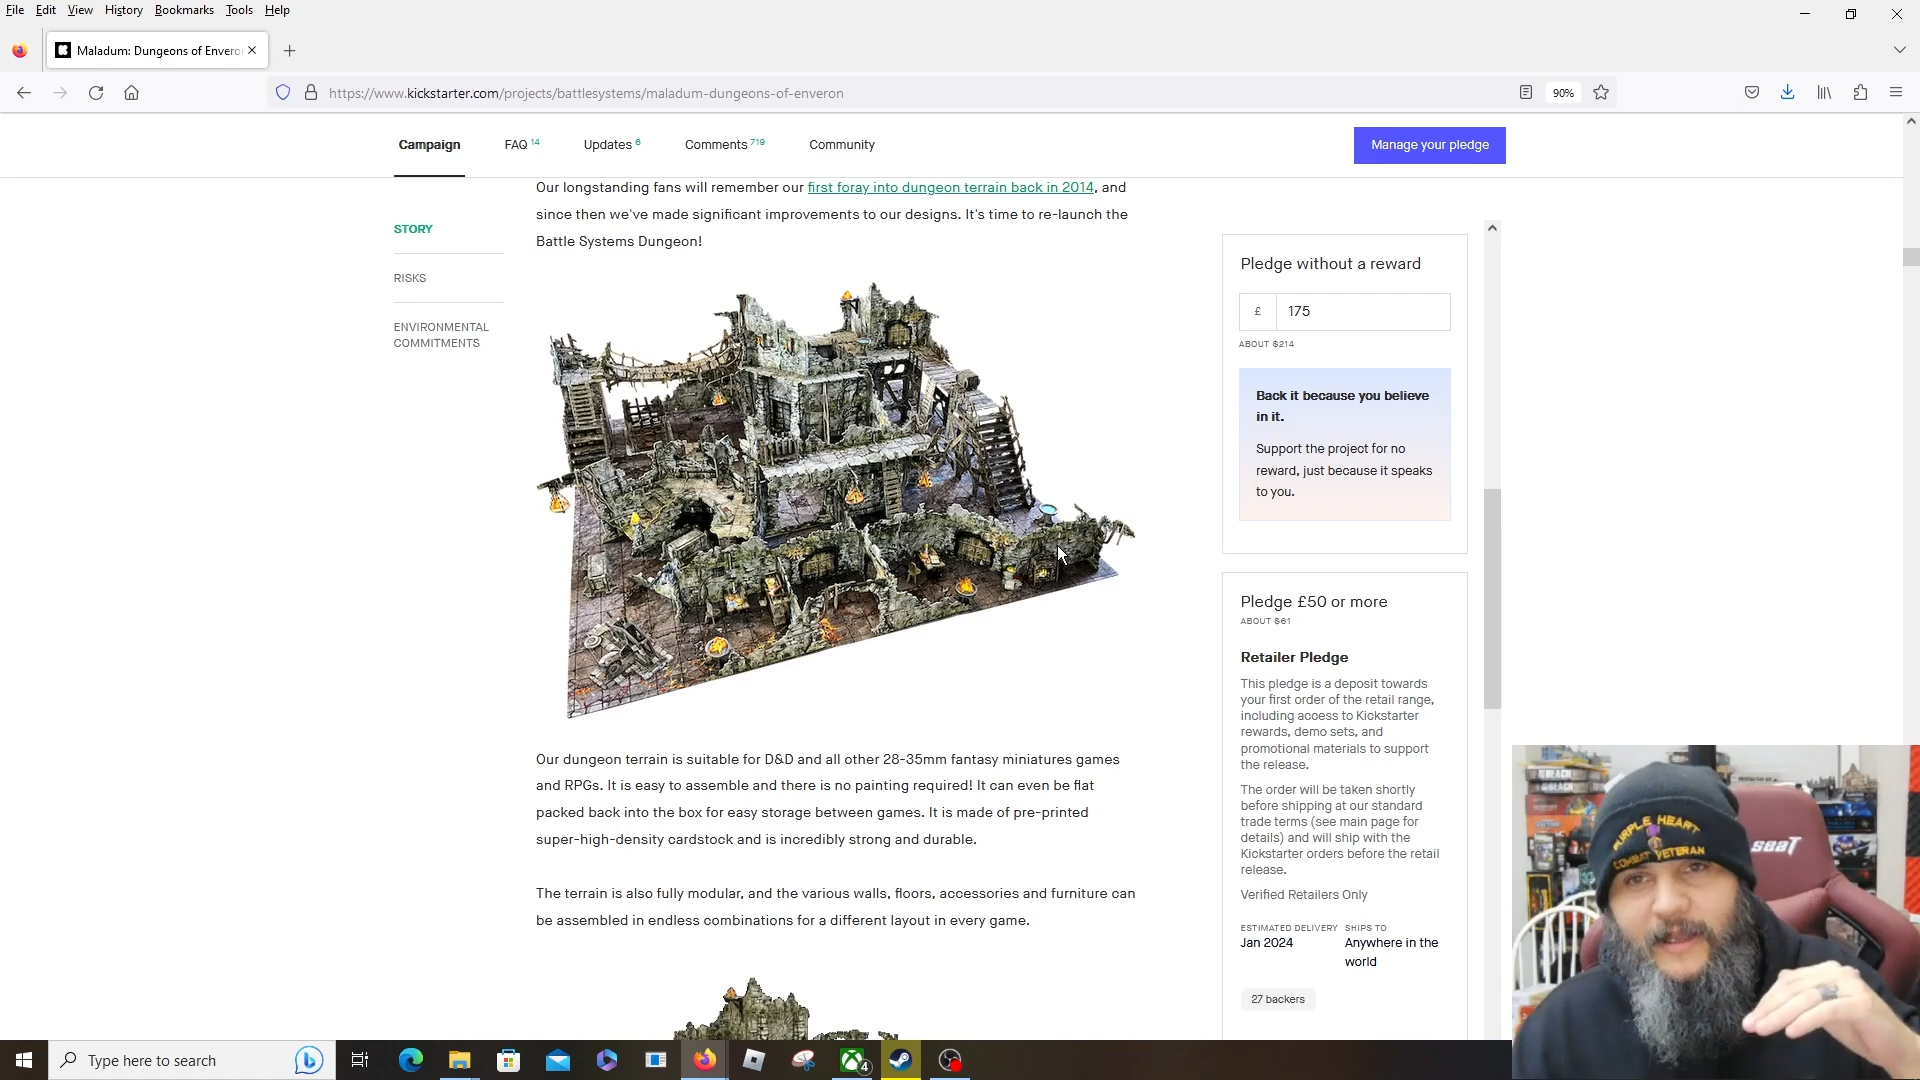 File Edit View History Bookmarks Tools Help
Maladum: Dungeons of Envero
https://www.kickstarter.com/projects/battlesystems/maladum-dungeons-of-enveron
90%
Campaign FAQ 14 Updates 6 Comments 719 Community
Manage your pledge
STORY
RISKS
ENVIRONMENTAL
COMMITMENTS
Our longstanding fans will remember our first foray into dungeon terrain back in 2014, and
since then we've made significant improvements to our designs. It's time to re-launch the
Battle Systems Dungeon!
Our dungeon terrain is suitable for D&D and all other 28-35mm fantasy miniatures games
and RPGs. It is easy to assemble and there is no painting required! It can even be flat
packed back into the box for easy storage between games. It is made of pre-printed
super-high-density cardstock and is incredibly strong and durable.
The terrain is also fully modular, and the various walls, floors, accessories and furniture can
be assembled in endless combinations for a different layout in every game.
Pledge without a reward
£ 175
ABOUT $214
Back it because you believe
in it.
Support the project for no
reward, just because it speaks
to you.
Pledge £50 or more
ABOUT $61
Retailer Pledge
This pledge is a deposit towards
your first order of the retail range,
including access to Kickstarter
rewards, demo sets, and
promotional materials to support
the release.
The order will be taken shortly
before shipping at our standard
trade terms (see main page for
details) and will ship with the
Kickstarter orders before the retail
release.
Verified Retailers Only
ESTIMATED DELIVERY SHIPS TO
Jan 2024 Anywhere in the
world
27 backers
PURPLE HEART
COMBAT VETERAN
seaT
Type here to search
4